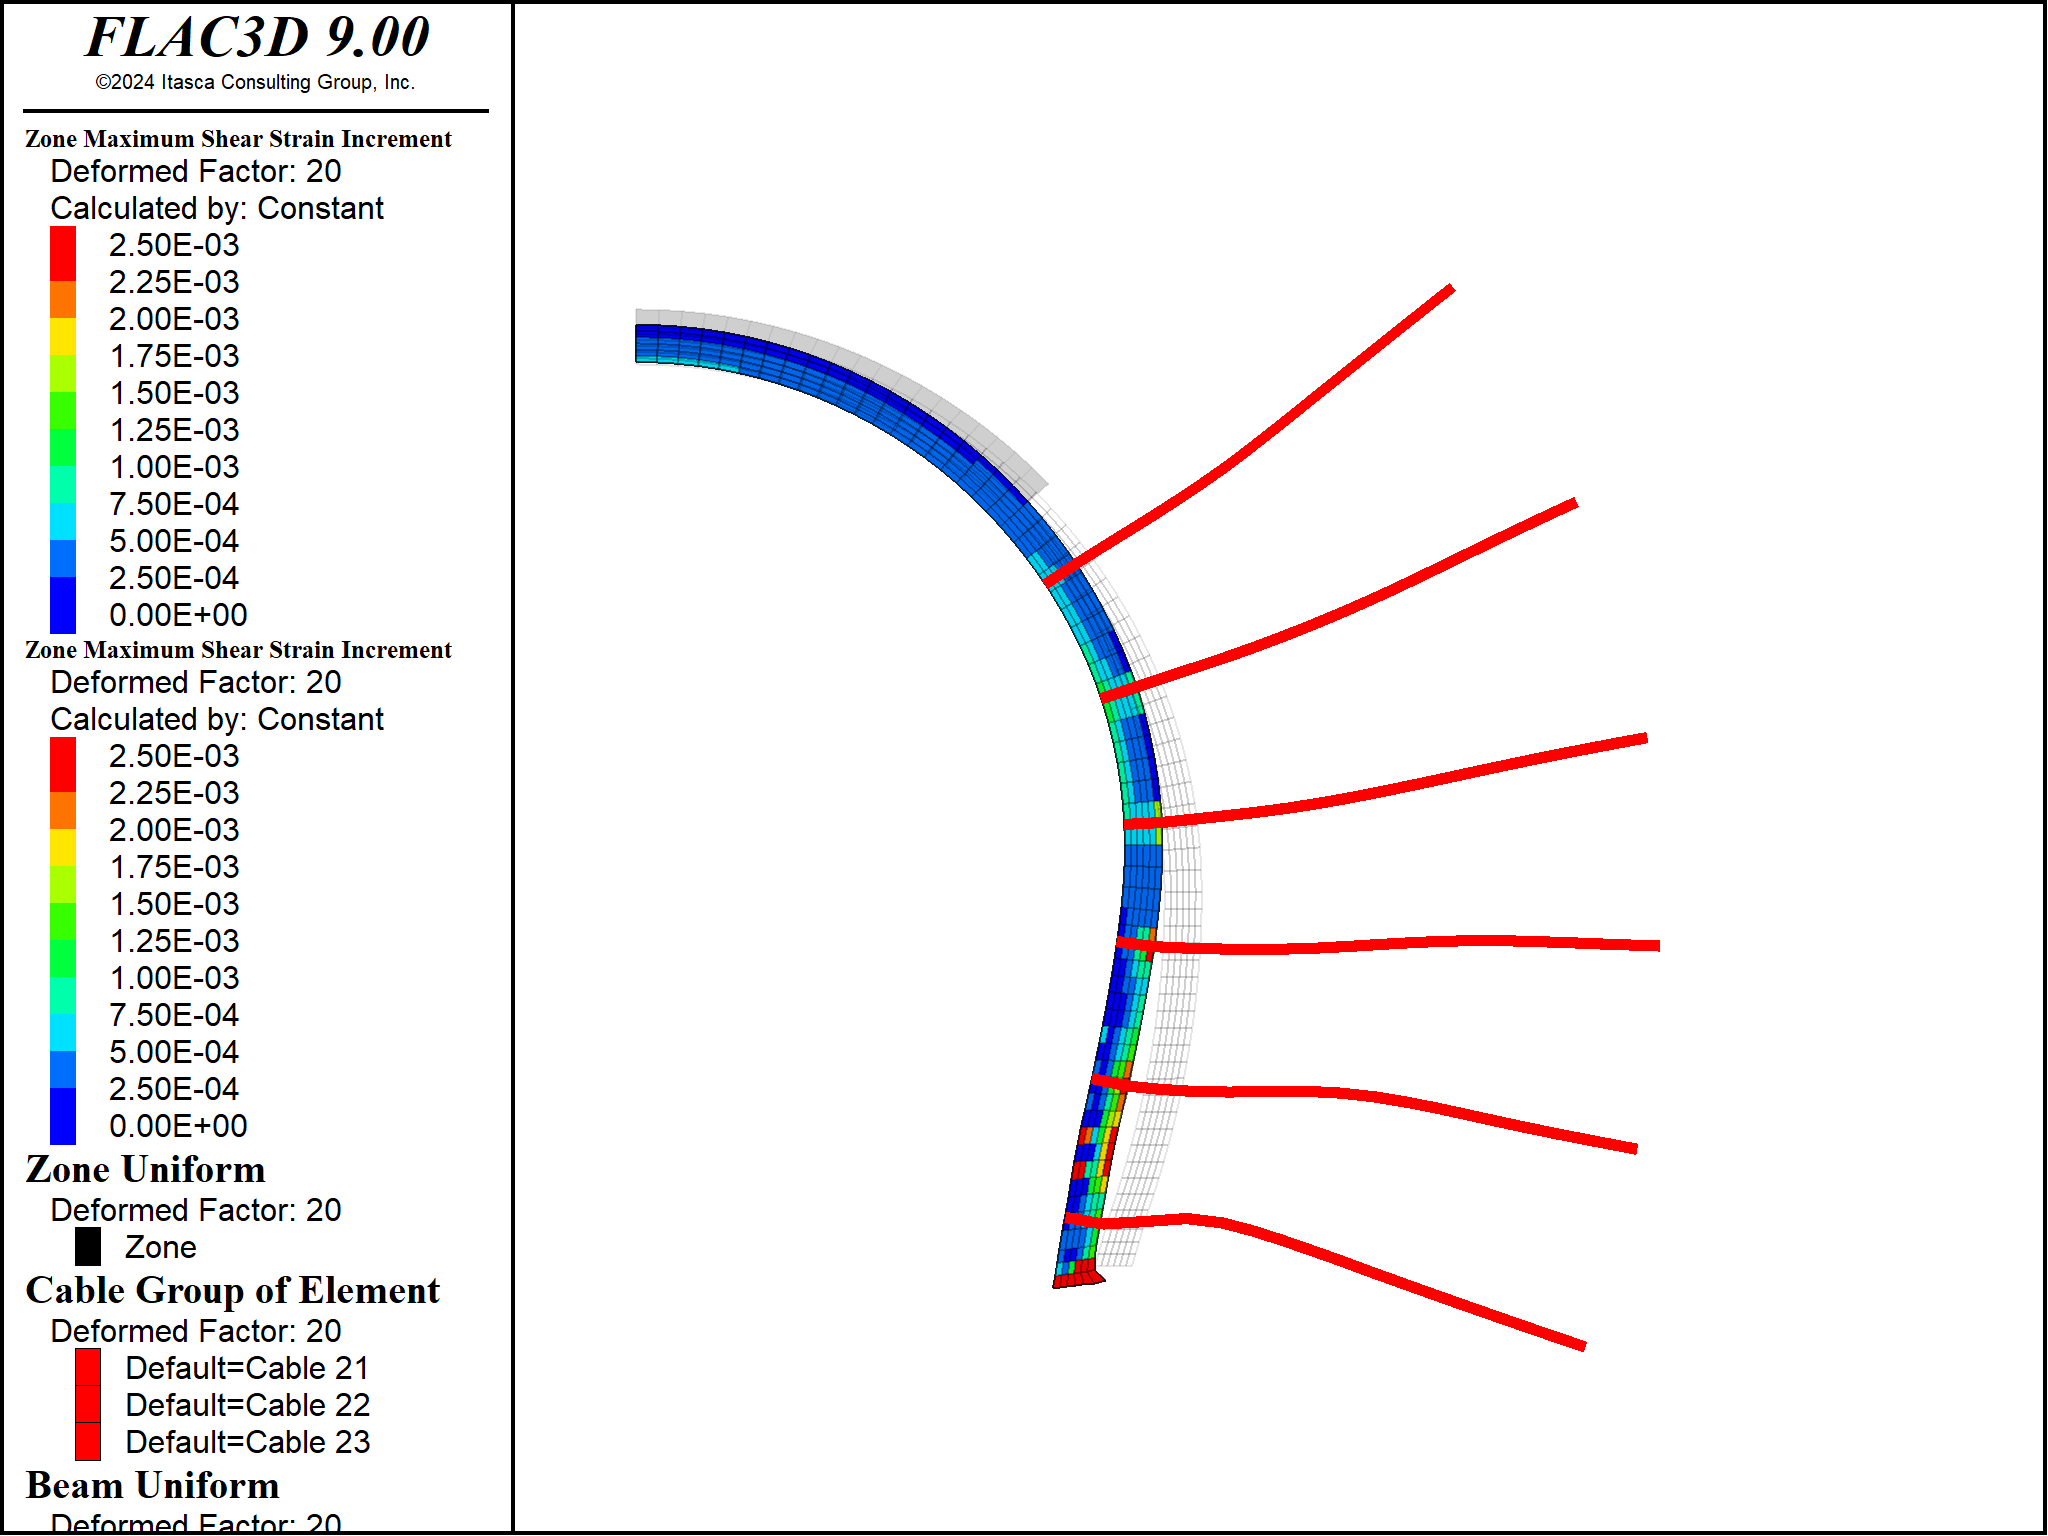 FLAC3D 9.00
©2024 Itasca Consulting Group, Inc.
Zone Maximum Shear Strain Increment
Deformed Factor: 20
Calculated by: Constant
2.50E-03
2.25E-03
2.00E-03
1.75E-03
1.50E-03
1.25E-03
1.00E-03
7.50E-04
5.00E-04
2.50E-04
0.00E+00
Zone Maximum Shear Strain Increment
Deformed Factor: 20
Calculated by: Constant
2.50E-03
2.25E-03
2.00E-03
1.75E-03
1.50E-03
1.25E-03
1.00E-03
7.50E-04
5.00E-04
2.50E-04
0.00E+00
Zone Uniform
Deformed Factor: 20
Zone
Cable Group of Element
Deformed Factor: 20
Default=Cable 21
Default=Cable 22
Default=Cable 23
Beam Uniform
Deformed Factor: 20